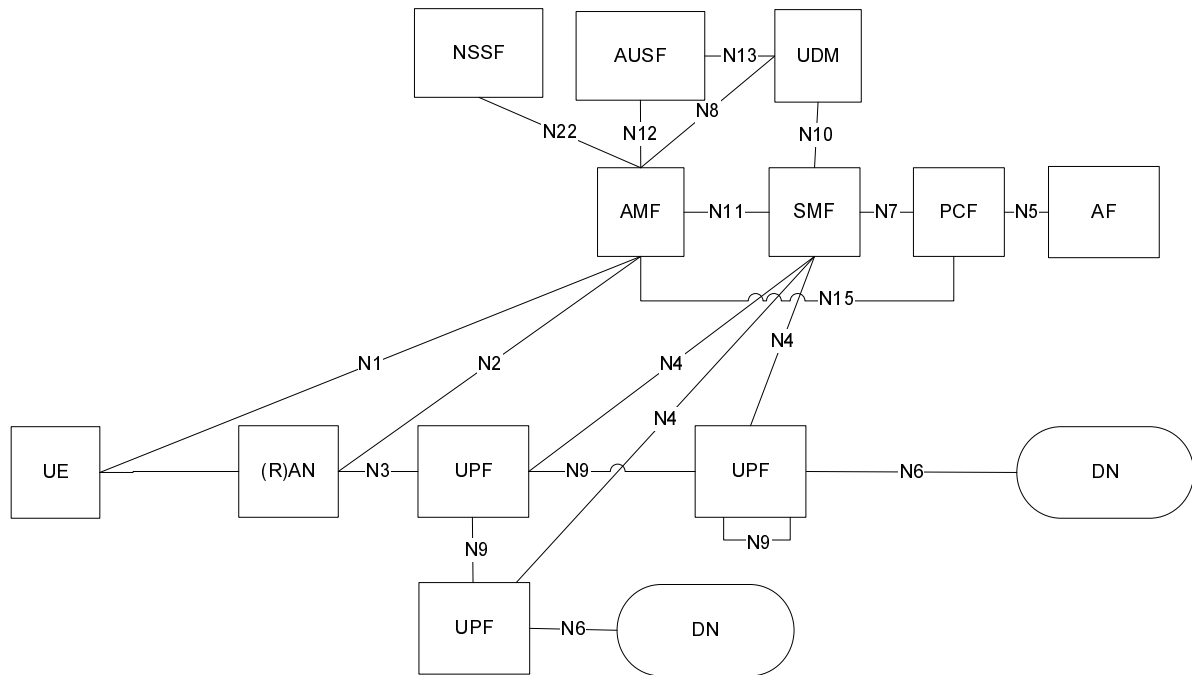 NSSF
AUSF
N13
UDM
N8
N22
N12
N10
AMF
N11
SMF
N7
PCF
N5
AF
N15
N1
N2
N4
N4
N4
UE
(R)AN
N3
UPF
N9
UPF
N6
DN
N9
N9
UPF
N6
DN